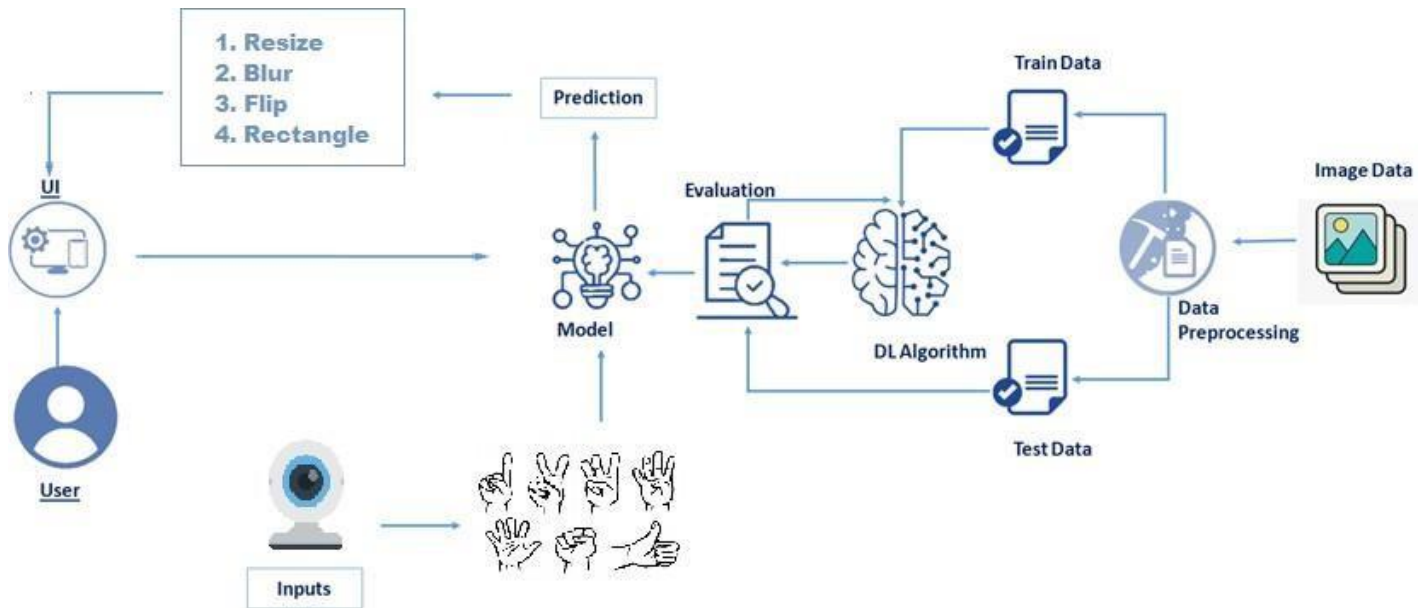 1. Resize
2. Blur
3. Flip
4. Rectangle
Prediction
Train Data
Image Data
UI
Evaluation
Model
DL Algorithm
Data
Preprocessing
User
Test Data
Inputs